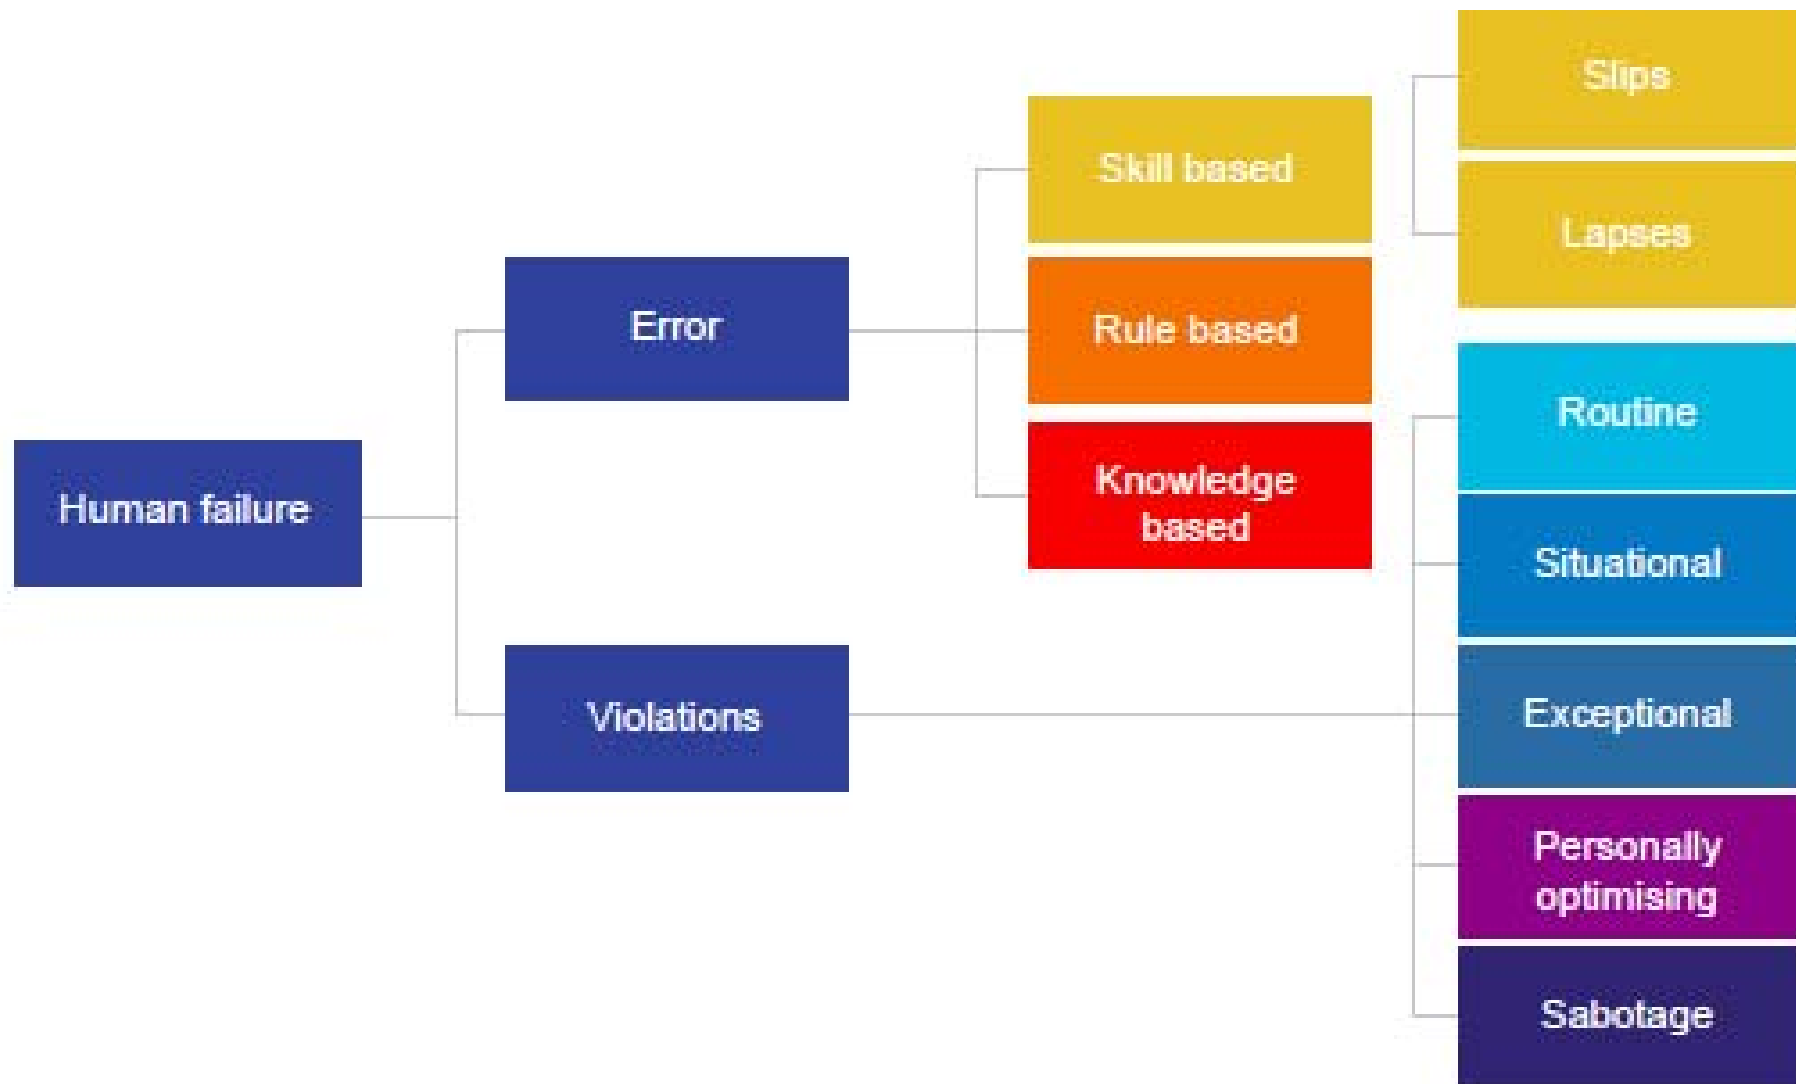 Human failure
Error
Violations
Skill based
Rule based
Knowledge
based
Slips
Lapses
Routine
Situational
Exceptional
Personally
optimising
Sabotage